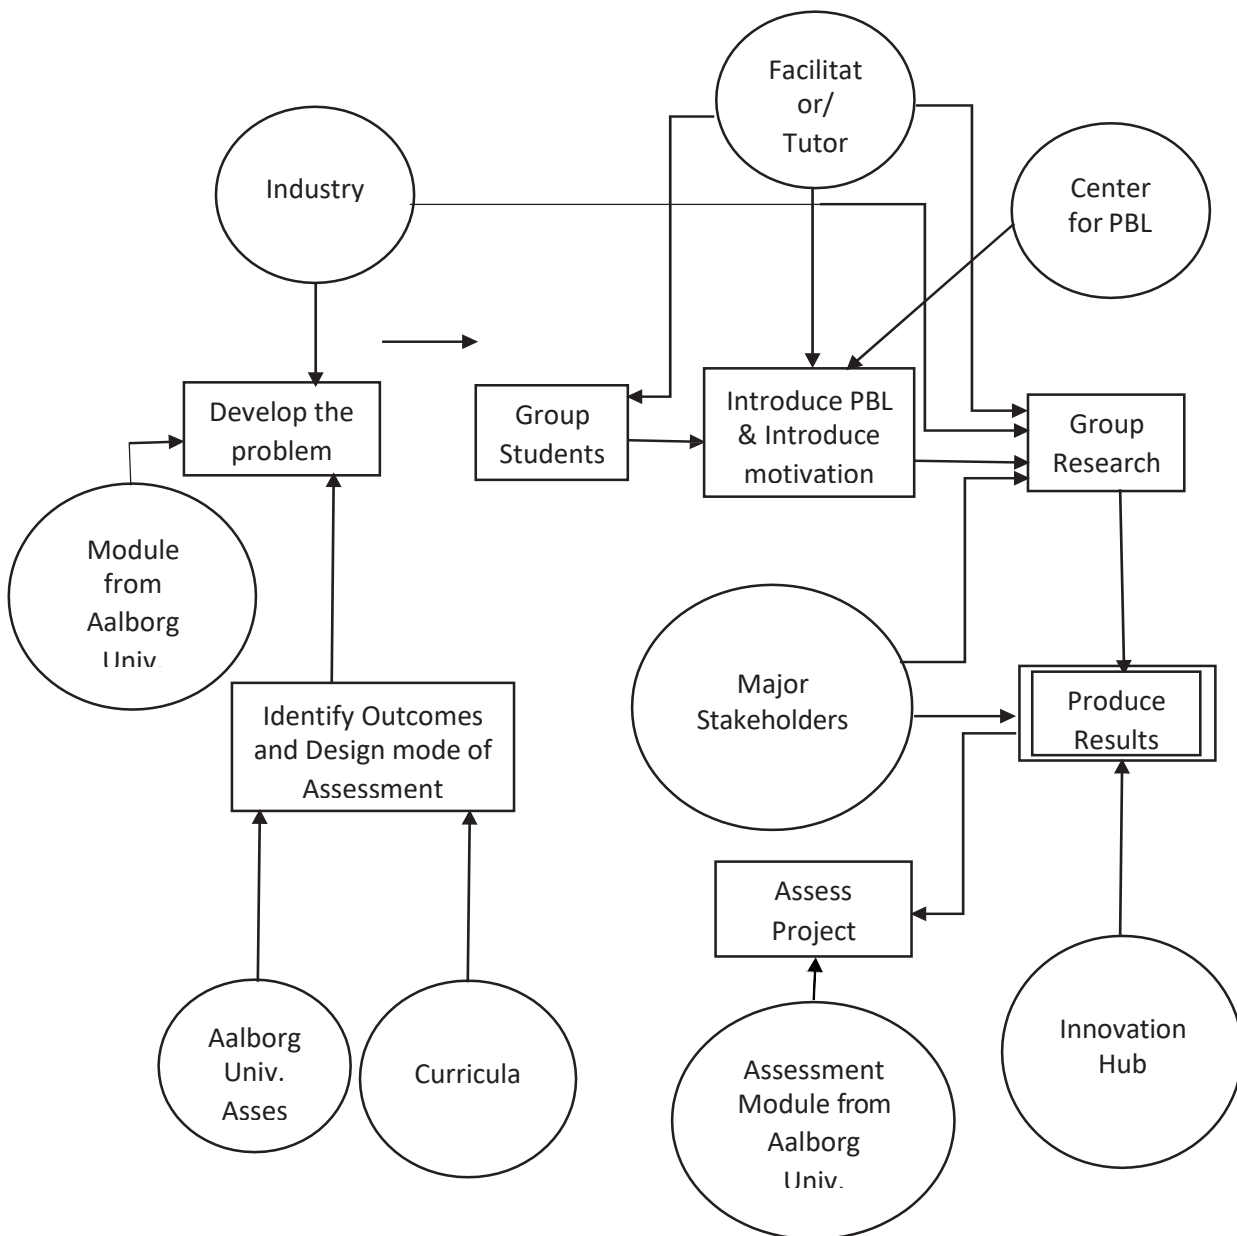 Facilitat
or/
Tutor
Industry
Center
for PBL
Develop the
problem
Group
Students
Introduce PBL
& Introduce
motivation
Group
Research
Module
from
Aalborg
Univ.
Identify Outcomes
and Design mode of
Assessment
Major
Stakeholders
Produce
Results
Assess
Project
Aalborg
Univ.
Asses
Curricula
Assessment
Module from
Aalborg
Univ.
Innovation
Hub